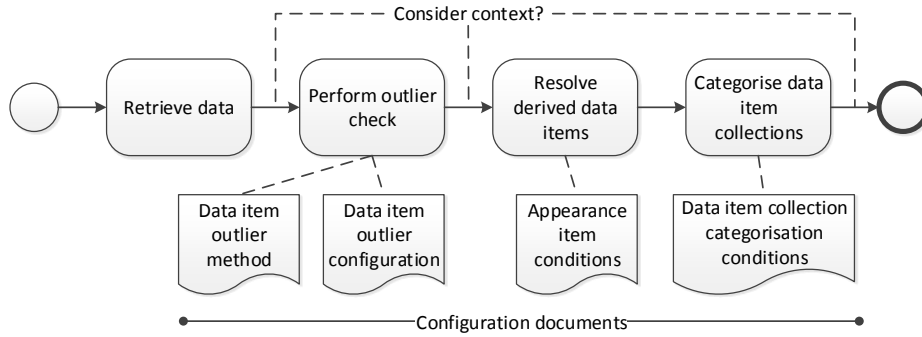 Consider context?
Retrieve data
Perform outlier
check
Resolve
derived data
items
Categorise data
item
collections
Data item
outlier
method
Data item
outlier
configuration
Appearance
item
conditions
Data item collection
categorisation
conditions
Configuration documents